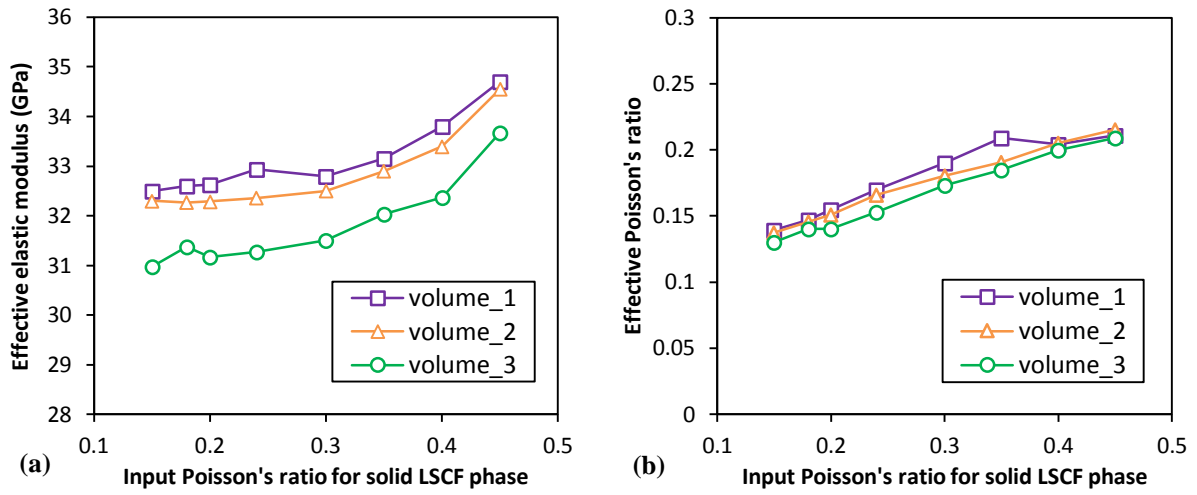 Effective elastic modulus (GPa)
36
35
34
33
32
31
30
29
28
0.1
0.2
0.3
0.4
0.5
volume_1
volume_2
volume_3
(a)
Input Poisson's ratio for solid LSCF phase
Effective Poisson's ratio
0.3
0.25
0.2
0.15
0.1
0.05
0
0.1
0.2
0.3
0.4
0.5
volume_1
volume_2
volume_3
(b)
Input Poisson's ratio for solid LSCF phase